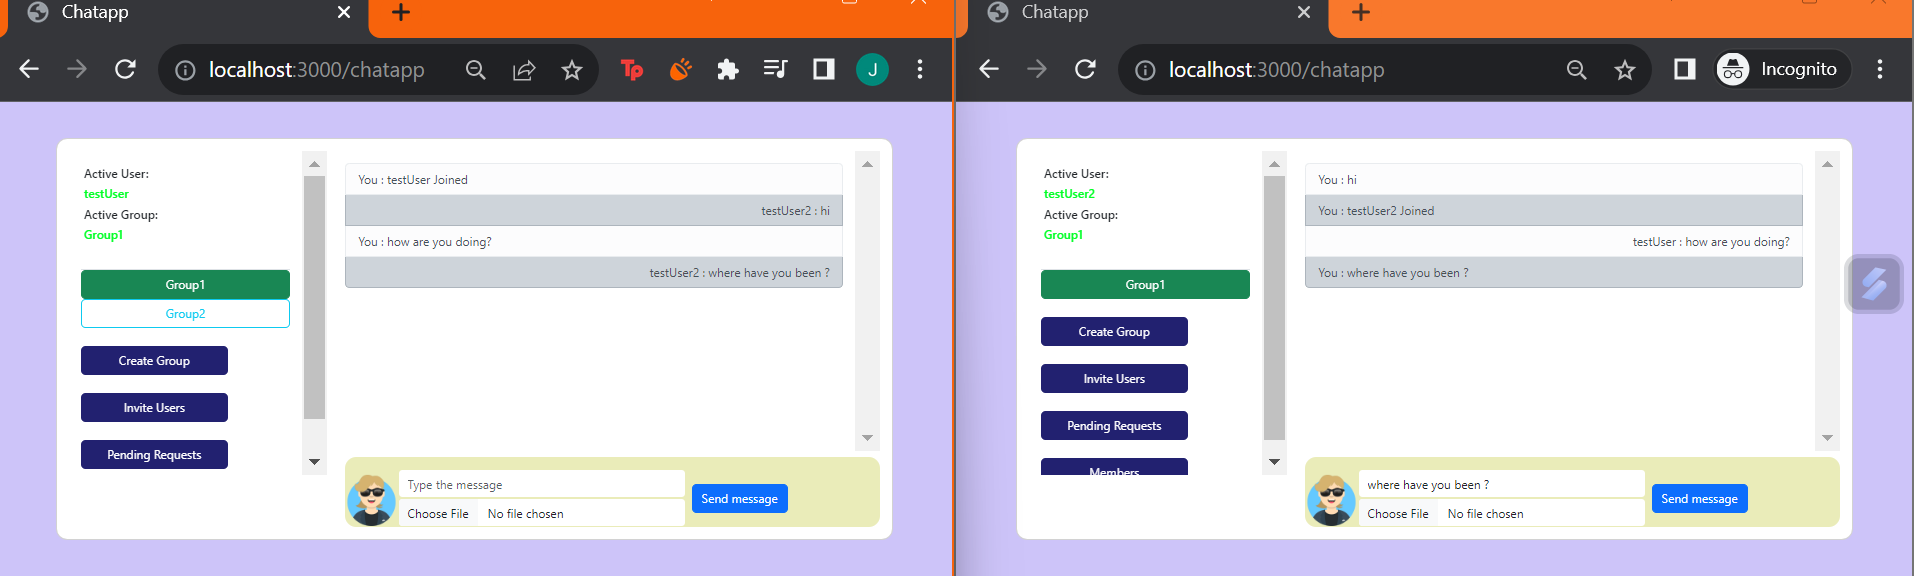 Chatapp
localhost:3000/chatapp
Tp
J
Active User:
testUser
Active Group:
Group1
Group1
Group2
Create Group
Invite Users
Pending Requests
You : testUser Joined
testUser2 : hi
You : how are you doing?
testUser2 : where have you been ?
Type the message
Choose File No file chosen
Send message
Chatapp
localhost:3000/chatapp
Incognito
Active User:
testUser2
Active Group:
Group1
Group1
Create Group
Invite Users
Pending Requests
Members
You : hi
You : testUser2 Joined
testUser : how are you doing?
You : where have you been ?
where have you been ?
Choose File No file chosen
Send message